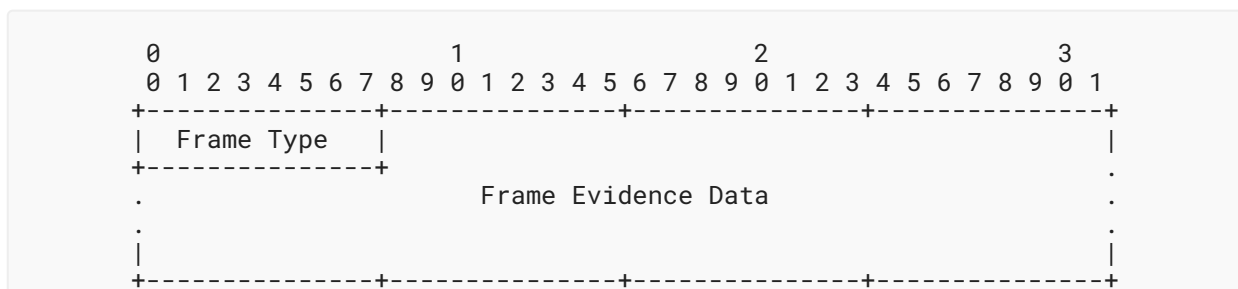 0                   1                   2                   3
0 1 2 3 4 5 6 7 8 9 0 1 2 3 4 5 6 7 8 9 0 1 2 3 4 5 6 7 8 9 0 1
+---------------+---------------+---------------+---------------+
|  Frame Type   |                                               |
+---------------+                                               .
.                      Frame Evidence Data                      .
.                                                               .
|                                                               |
+---------------+---------------+---------------+---------------+